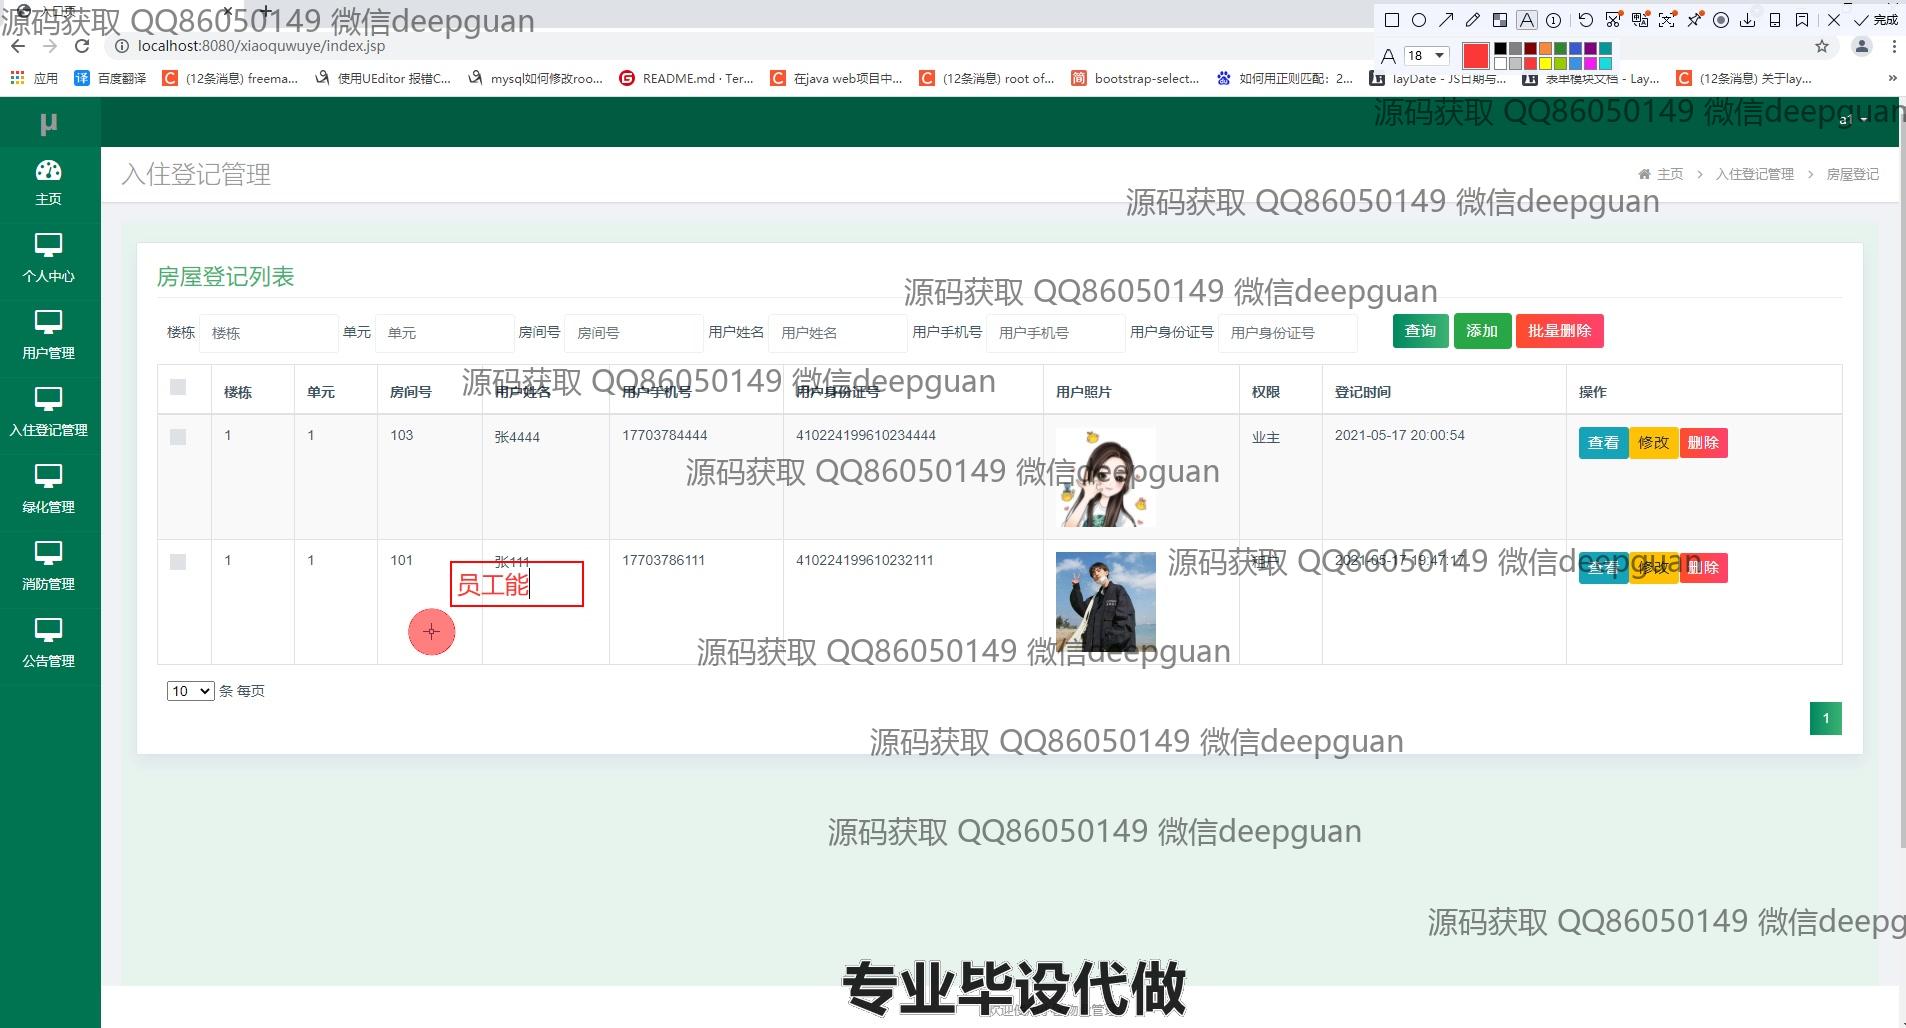 入口页
源码获取 QQ86050149 微信deepguan
完成
localhost:8080/xiaoquwuye/index.jsp
A 18
应用 译 百度翻译 (12条消息) freema... 使用UEditor 报错C... mysql如何修改roo... README.md · Ter... 在java web项目中... (12条消息) root of... 简 bootstrap-select... 如何用正则匹配：2... layDate - JS日期与... 表单模块文档 - Lay... (12条消息) 关于lay... »
源码获取 QQ86050149 微信deepguan
μ
a1
入住登记管理
主页 > 入住登记管理 > 房屋登记
源码获取 QQ86050149 微信deepguan
主页
个人中心
用户管理
入住登记管理
绿化管理
消防管理
公告管理
房屋登记列表
源码获取 QQ86050149 微信deepguan
楼栋 楼栋 单元 单元 房间号 房间号 用户姓名 用户姓名 用户手机号 用户手机号 用户身份证号 用户身份证号 查询 添加 批量删除
源码获取 QQ86050149 微信deepguan
楼栋 单元 房间号 用户姓名 用户手机号 用户身份证号 用户照片 权限 登记时间 操作
1 1 103 张4444 17703784444 410224199610234444 业主 2021-05-17 20:00:54 查看 修改 删除
源码获取 QQ86050149 微信deepguan
1 1 101 张111 17703786111 410224199610232111 租户 2021-05-17 19:47:17 查看 修改 删除
源码获取 QQ86050149 微信deepguan
员工能
源码获取 QQ86050149 微信deepguan
10 条 每页
1
源码获取 QQ86050149 微信deepguan
源码获取 QQ86050149 微信deepguan
源码获取 QQ86050149 微信deepg
专业毕设代做